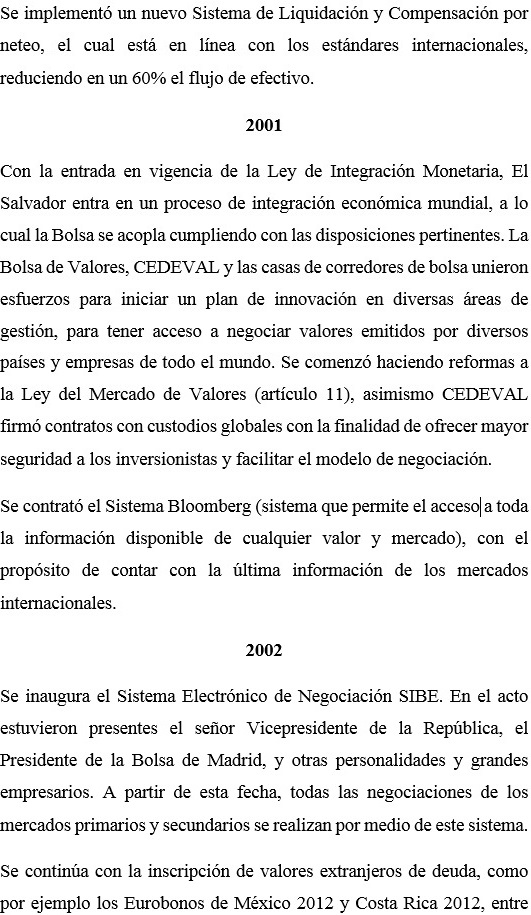 Se implementó un nuevo Sistema de Liquidación y Compensación por
neteo, el cual está en línea con los estándares internacionales,
reduciendo en un 60% el flujo de efectivo.
2001
Con la entrada en vigencia de la Ley de Integración Monetaria, El
Salvador entra en un proceso de integración económica mundial, a lo
cual la Bolsa se acopla cumpliendo con las disposiciones pertinentes. La
Bolsa de Valores, CEDEVAL y las casas de corredores de bolsa unieron
esfuerzos para iniciar un plan de innovación en diversas áreas de
gestión, para tener acceso a negociar valores emitidos por diversos
países y empresas de todo el mundo. Se comenzó haciendo reformas a
la Ley del Mercado de Valores (artículo 11), asimismo CEDEVAL
firmó contratos con custodios globales con la finalidad de ofrecer mayor
seguridad a los inversionistas y facilitar el modelo de negociación.
Se contrató el Sistema Bloomberg (sistema que permite el acceso a toda
la información disponible de cualquier valor y mercado), con el
propósito de contar con la última información de los mercados
internacionales.
2002
Se inaugura el Sistema Electrónico de Negociación SIBE. En el acto
estuvieron presentes el señor Vicepresidente de la República, el
Presidente de la Bolsa de Madrid, y otras personalidades y grandes
empresarios. A partir de esta fecha, todas las negociaciones de los
mercados primarios y secundarios se realizan por medio de este sistema.
Se continúa con la inscripción de valores extranjeros de deuda, como
por ejemplo los Eurobonos de México 2012 y Costa Rica 2012, entre